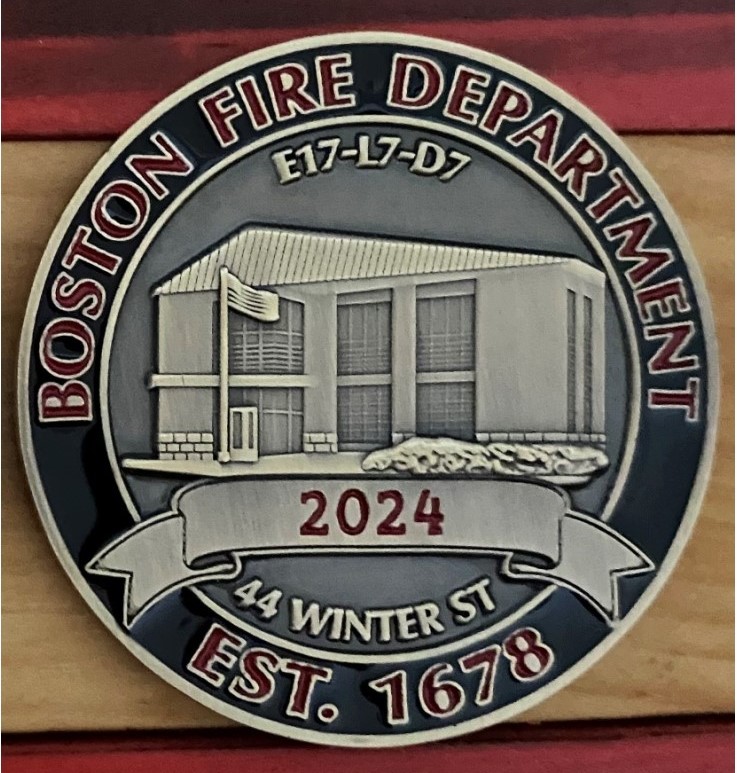 BOSTON FIRE DEPARTMENT
E17-L7-D7
2024
44 WINTER ST
EST. 1678